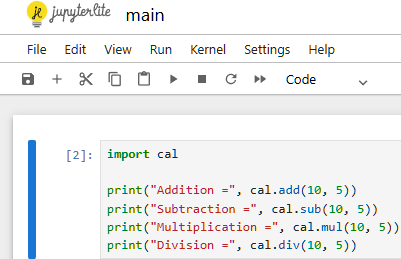 jupyterlite main
File Edit View Run Kernel Settings Help
Code
[2]: import cal
print("Addition =", cal.add(10, 5))
print("Subtraction =", cal.sub(10, 5))
print("Multiplication =", cal.mul(10, 5))
print("Division =", cal.div(10, 5))